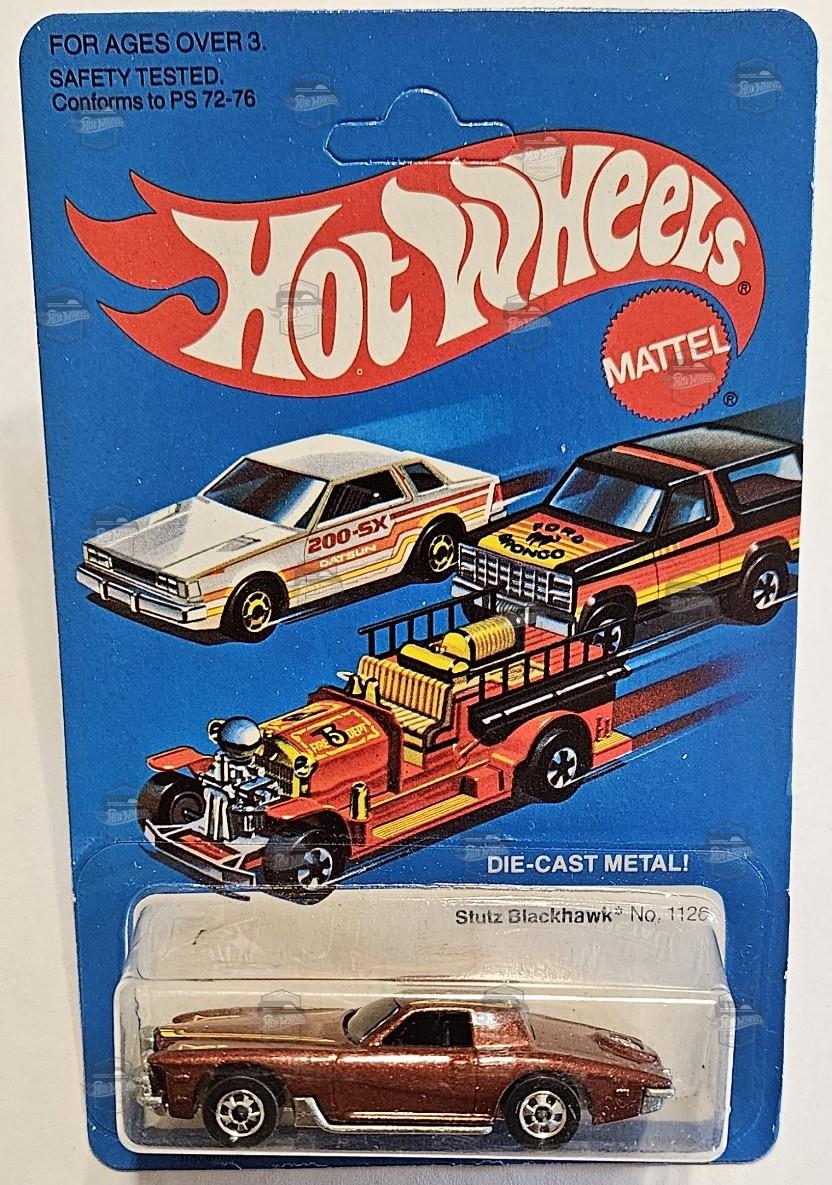 FOR AGES OVER 3.
SAFETY TESTED.
Conforms to PS 72-76
HOT WHEELS
®
MATTEL
®
200-SX
DATSUN
FORD
BRONCO
5
FIRE DEPT.
DIE-CAST METAL!
Stutz Blackhawk® No. 1126